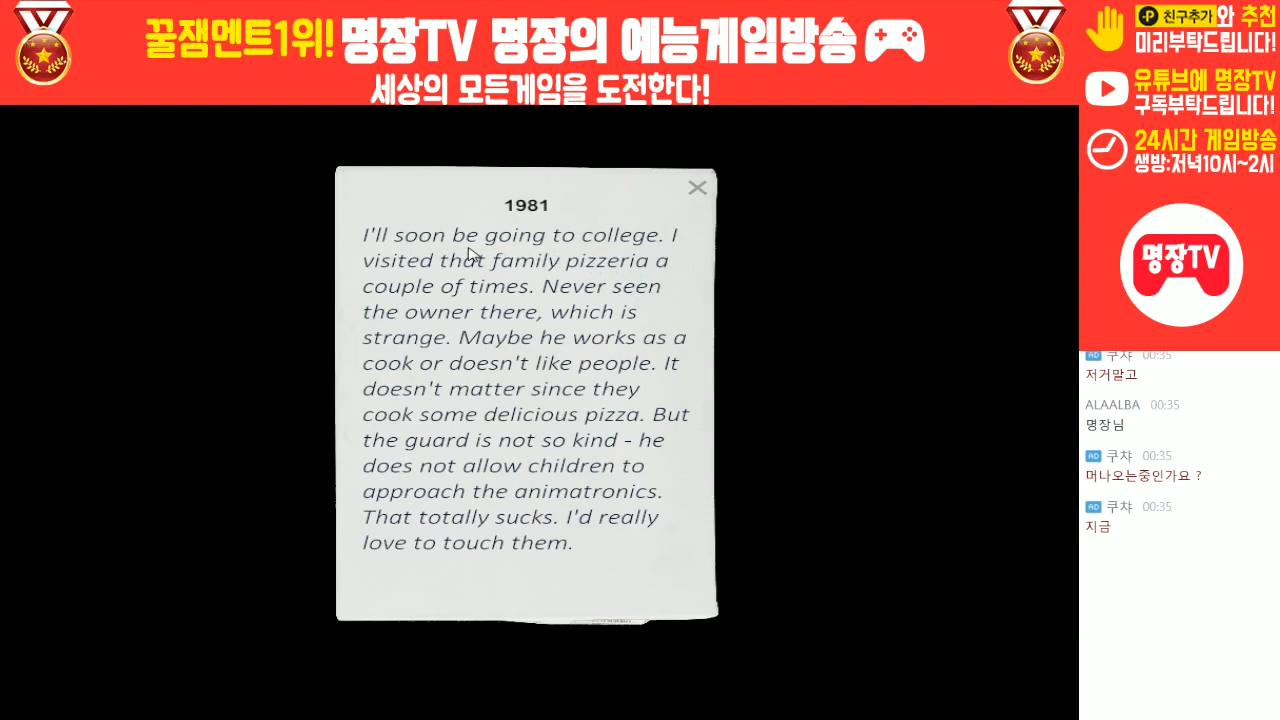 꿀잼멘트1위! 명장TV 명장의 예능게임방송
세상의 모든게임을 도전한다!
P 친구추가와 추천
미리부탁드립니다!
유튜브에 명장TV
구독부탁드립니다!
24시간 게임방송
생방:저녁10시~2시
명장TV
1981
I'll soon be going to college. I
visited that family pizzeria a
couple of times. Never seen
the owner there, which is
strange. Maybe he works as a
cook or doesn't like people. It
doesn't matter since they
cook some delicious pizza. But
the guard is not so kind - he
does not allow children to
approach the animatronics.
That totally sucks. I'd really
love to touch them.
AD 쿠챠 00:35
저거말고
ALAALBA 00:35
명장님
AD 쿠챠 00:35
머나오는중인가요 ?
AD 쿠챠 00:35
지금